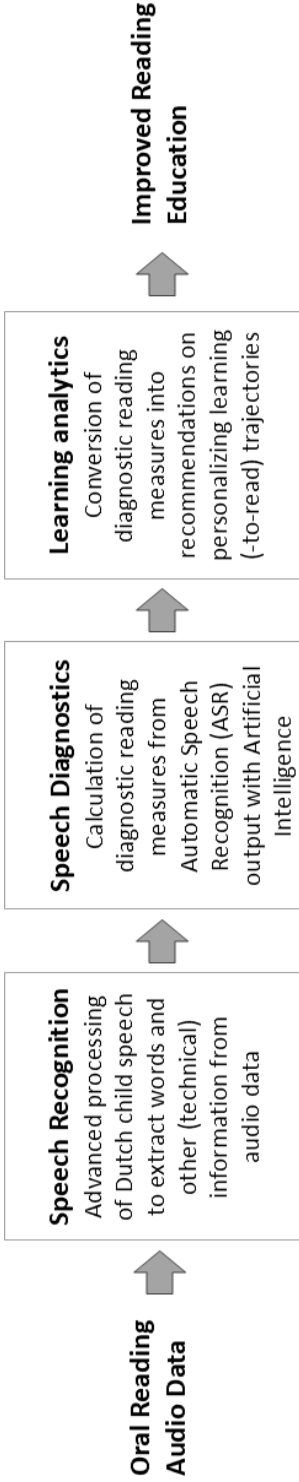 Oral Reading
Audio Data
Speech Recognition
Advanced processing
of Dutch child speech
to extract words and
other (technical)
information from
audio data
Speech Diagnostics
Calculation of
diagnostic reading
measures from
Automatic Speech
Recognition (ASR)
output with Artificial
Intelligence
Learning analytics
Conversion of
diagnostic reading
measures into
recommendations on
personalizing learning
(-to-read) trajectories
Improved Reading
Education